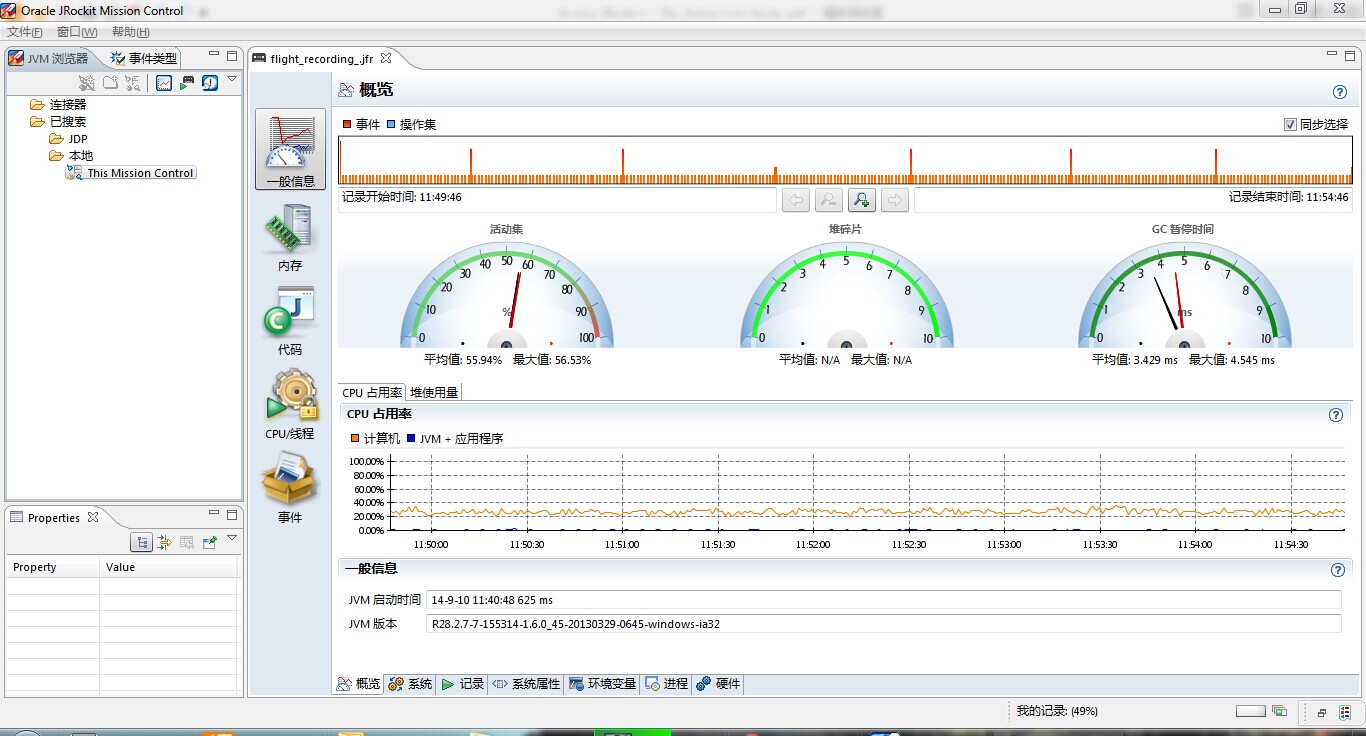 Oracle JRockit Mission Control
文件(F) 窗口(W) 帮助(H)
JVM 浏览器 事件类型
连接器
已搜索
JDP
本地
This Mission Control
Properties
Property Value
flight_recording_.jfr
概览
一般信息
内存
代码
CPU/线程
事件
事件 操作集 同步选择
记录开始时间: 11:49:46 记录结束时间: 11:54:46
活动集 堆碎片 GC 暂停时间
0 10 20 30 40 50 60 70 80 90 100
%
0 1 2 3 4 5 6 7 8 9 10
0 1 2 3 4 5 6 7 8 9 10
ms
平均值: 55.94% 最大值: 56.53% 平均值: N/A 最大值: N/A 平均值: 3.429 ms 最大值: 4.545 ms
CPU 占用率 堆使用量
CPU 占用率
计算机 JVM + 应用程序
100.00%
80.00%
60.00%
40.00%
20.00%
0.00%
11:50:00 11:50:30 11:51:00 11:51:30 11:52:00 11:52:30 11:53:00 11:53:30 11:54:00 11:54:30
一般信息
JVM 启动时间 14-9-10 11:40:48 625 ms
JVM 版本 R28.2.7-7-155314-1.6.0_45-20130329-0645-windows-ia32
概览 系统 记录 系统属性 环境变量 进程 硬件
我的记录: (49%)